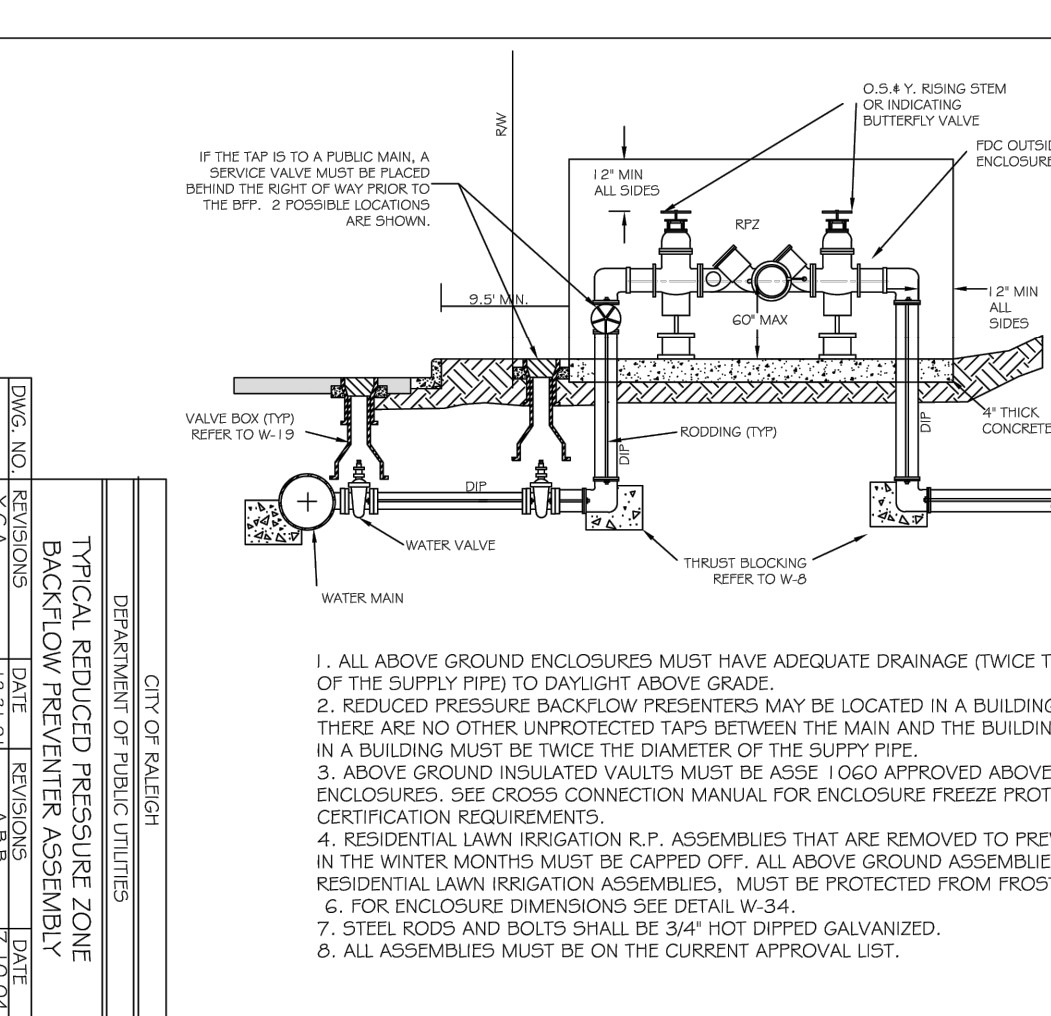 O.S.& Y. RISING STEM
OR INDICATING
BUTTERFLY VALVE
FDC OUTSID
ENCLOSURE
R/W
IF THE TAP IS TO A PUBLIC MAIN, A
SERVICE VALVE MUST BE PLACED
BEHIND THE RIGHT OF WAY PRIOR TO
THE BFP. 2 POSSIBLE LOCATIONS
ARE SHOWN.
12" MIN
ALL SIDES
RPZ
9.5' MIN.
60" MAX
12" MIN
ALL
SIDES
VALVE BOX (TYP)
REFER TO W-19
RODDING (TYP)
DIP
DIP
DIP
4" THICK
CONCRETE
WATER VALVE
WATER MAIN
THRUST BLOCKING
REFER TO W-8
1. ALL ABOVE GROUND ENCLOSURES MUST HAVE ADEQUATE DRAINAGE (TWICE T
OF THE SUPPLY PIPE) TO DAYLIGHT ABOVE GRADE.
2. REDUCED PRESSURE BACKFLOW PRESENTERS MAY BE LOCATED IN A BUILDING
THERE ARE NO OTHER UNPROTECTED TAPS BETWEEN THE MAIN AND THE BUILDIN
IN A BUILDING MUST BE TWICE THE DIAMETER OF THE SUPPY PIPE.
3. ABOVE GROUND INSULATED VAULTS MUST BE ASSE 1060 APPROVED ABOVE
ENCLOSURES. SEE CROSS CONNECTION MANUAL FOR ENCLOSURE FREEZE PROT
CERTIFICATION REQUIREMENTS.
4. RESIDENTIAL LAWN IRRIGATION R.P. ASSEMBLIES THAT ARE REMOVED TO PREV
IN THE WINTER MONTHS MUST BE CAPPED OFF. ALL ABOVE GROUND ASSEMBLIE
RESIDENTIAL LAWN IRRIGATION ASSEMBLIES, MUST BE PROTECTED FROM FROST
6. FOR ENCLOSURE DIMENSIONS SEE DETAIL W-34.
7. STEEL RODS AND BOLTS SHALL BE 3/4" HOT DIPPED GALVANIZED.
8. ALL ASSEMBLIES MUST BE ON THE CURRENT APPROVAL LIST.
CITY OF RALEIGH
DEPARTMENT OF PUBLIC UTILITIES
TYPICAL REDUCED PRESSURE ZONE
BACKFLOW PREVENTER ASSEMBLY
DWG. NO. REVISIONS DATE REVISIONS DATE